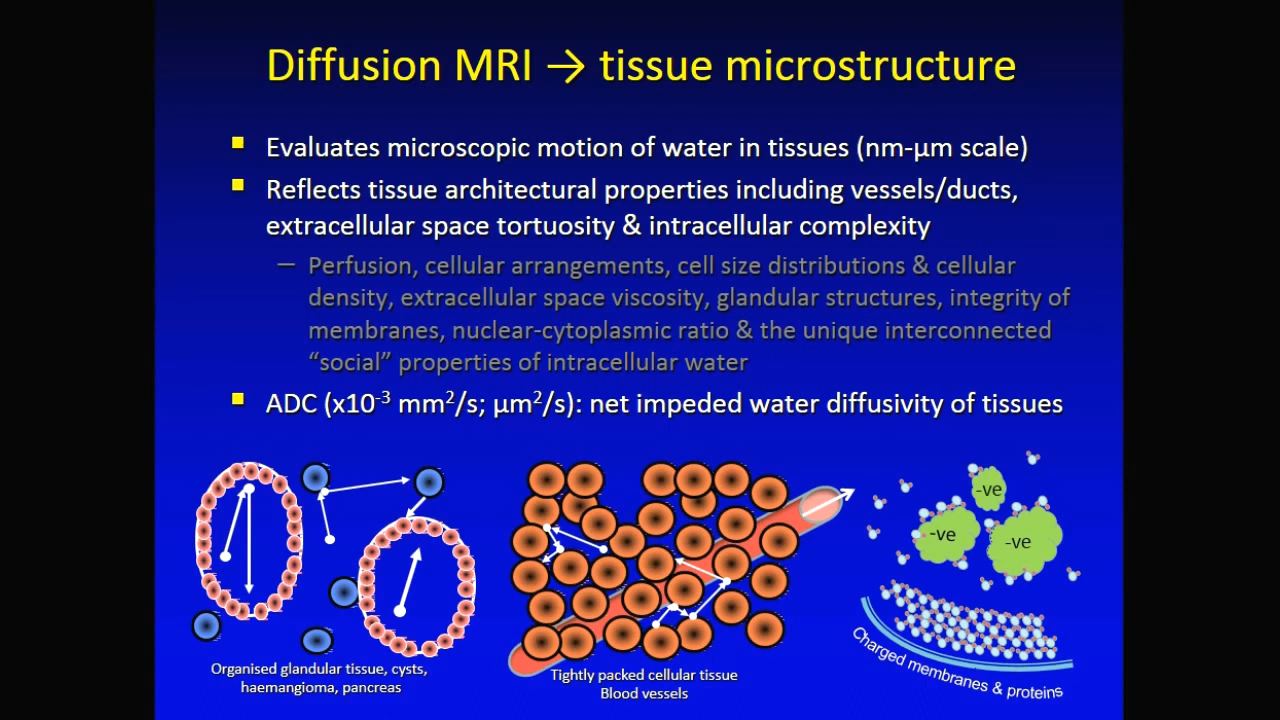 Diffusion MRI → tissue microstructure
Evaluates microscopic motion of water in tissues (nm-µm scale)
Reflects tissue architectural properties including vessels/ducts,
extracellular space tortuosity & intracellular complexity
– Perfusion, cellular arrangements, cell size distributions & cellular
density, extracellular space viscosity, glandular structures, integrity of
membranes, nuclear-cytoplasmic ratio & the unique interconnected
“social” properties of intracellular water
ADC (x10⁻³ mm²/s; µm²/s): net impeded water diffusivity of tissues
Organised glandular tissue, cysts,
haemangioma, pancreas
Tightly packed cellular tissue
Blood vessels
-ve
-ve
-ve
Charged membranes & proteins